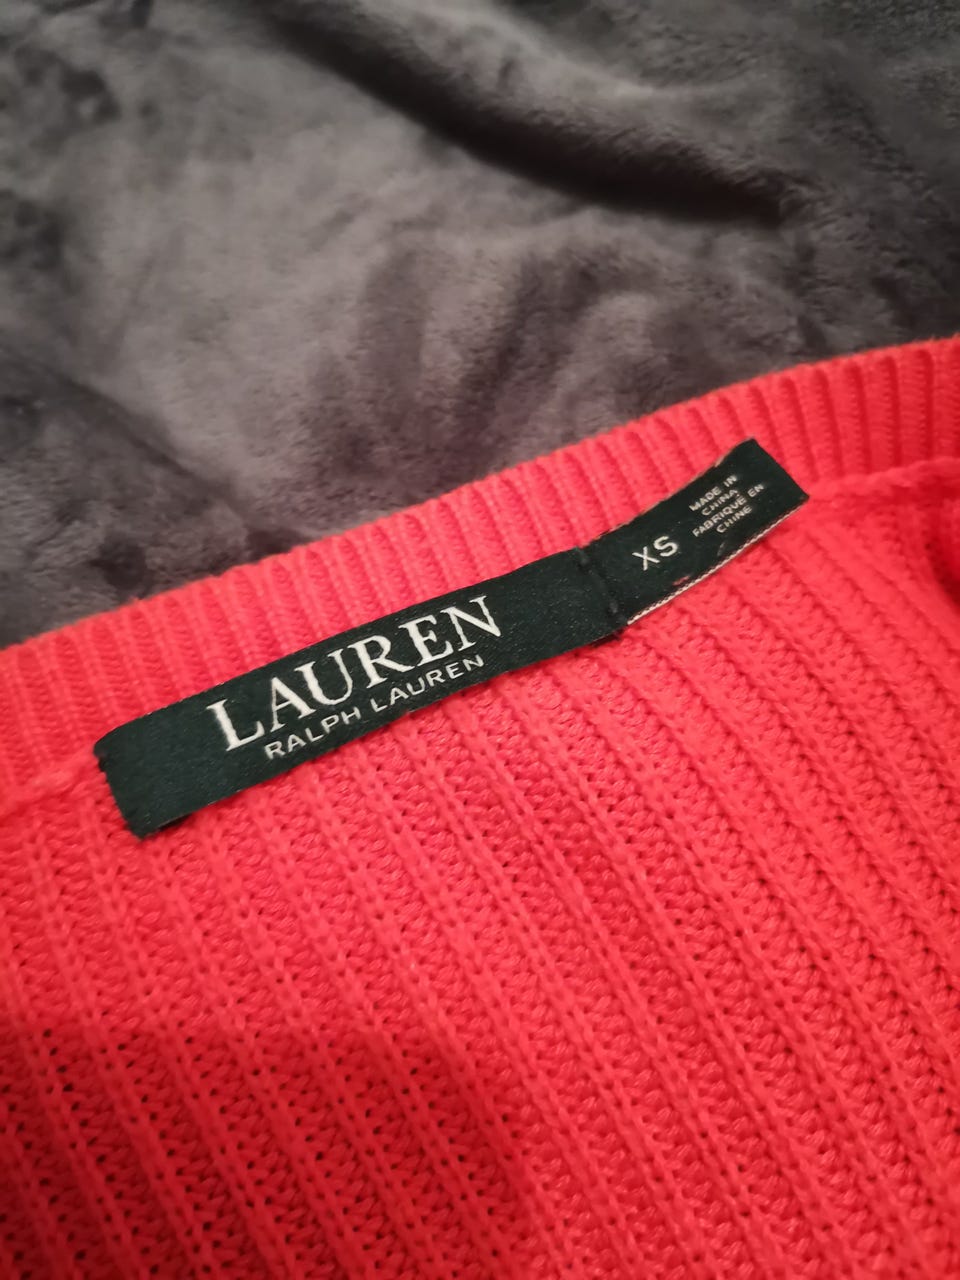 LAUREN
RALPH LAUREN
XS
MADE IN
CHINA
FABRIQUÉ EN
CHINE